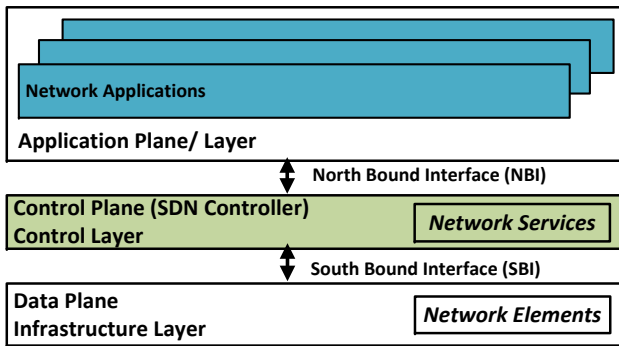 Network Applications
Application Plane/ Layer
North Bound Interface (NBI)
Control Plane (SDN Controller)
Control Layer
Network Services
South Bound Interface (SBI)
Data Plane
Infrastructure Layer
Network Elements